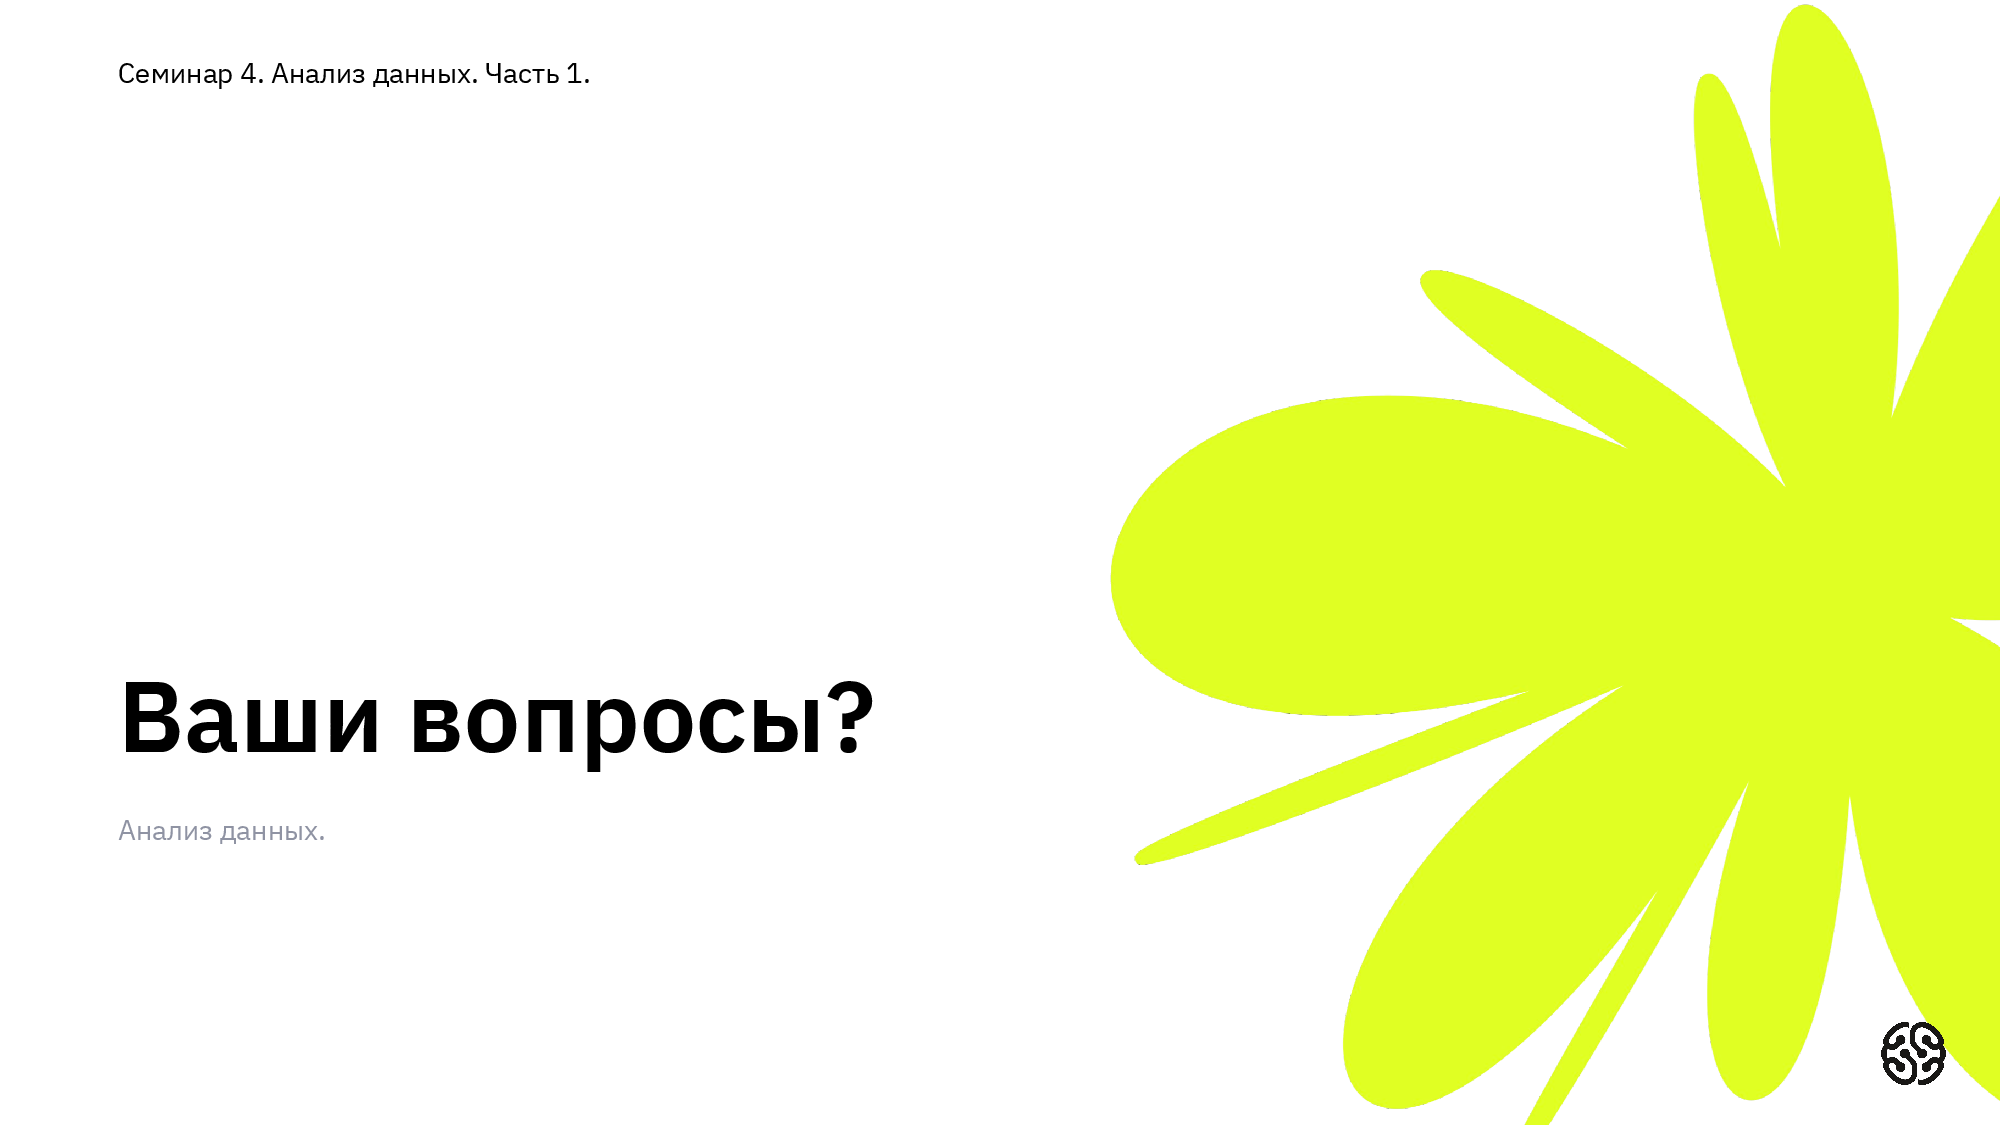 Семинар 4. Анализ данных. Часть 1.
Ваши вопросы?
Анализ данных.